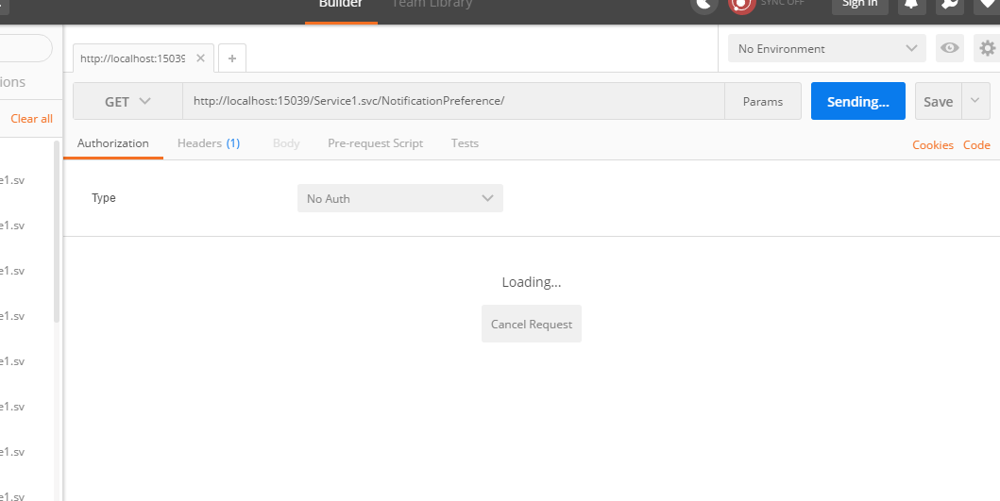 Builder Team Library SYNC OFF Sign In
http://localhost:15039 × + No Environment
ions
GET http://localhost:15039/Service1.svc/NotificationPreference/ Params Sending... Save
Clear all
Authorization Headers (1) Body Pre-request Script Tests Cookies Code
e1.sv
Type No Auth
e1.sv
e1.sv
Loading...
e1.sv
Cancel Request
e1.sv
e1.sv
e1.sv
e1.sv